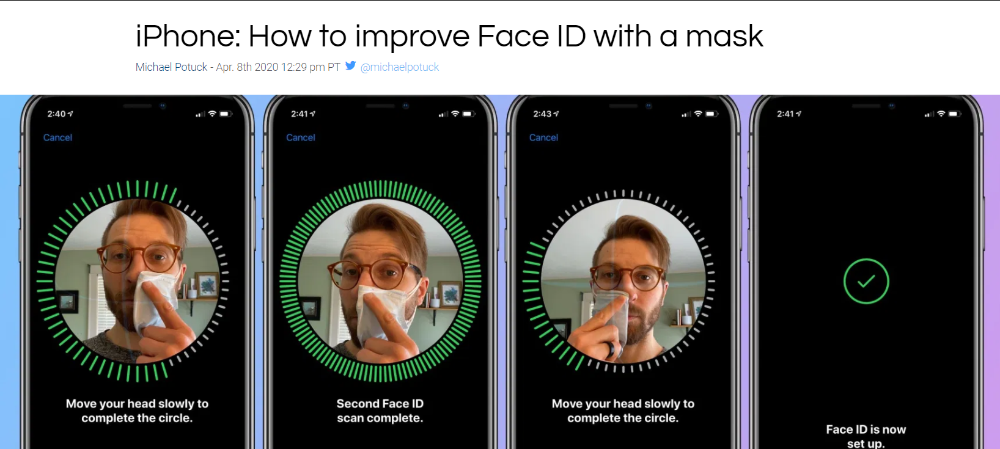 iPhone: How to improve Face ID with a mask
Michael Potuck - Apr. 8th 2020 12:29 pm PT @michaelpotuck
2:40
Cancel
Move your head slowly to
complete the circle.
2:41
Cancel
Second Face ID
scan complete.
2:43
Cancel
Move your head slowly to
complete the circle.
2:41
Face ID is now
set up.